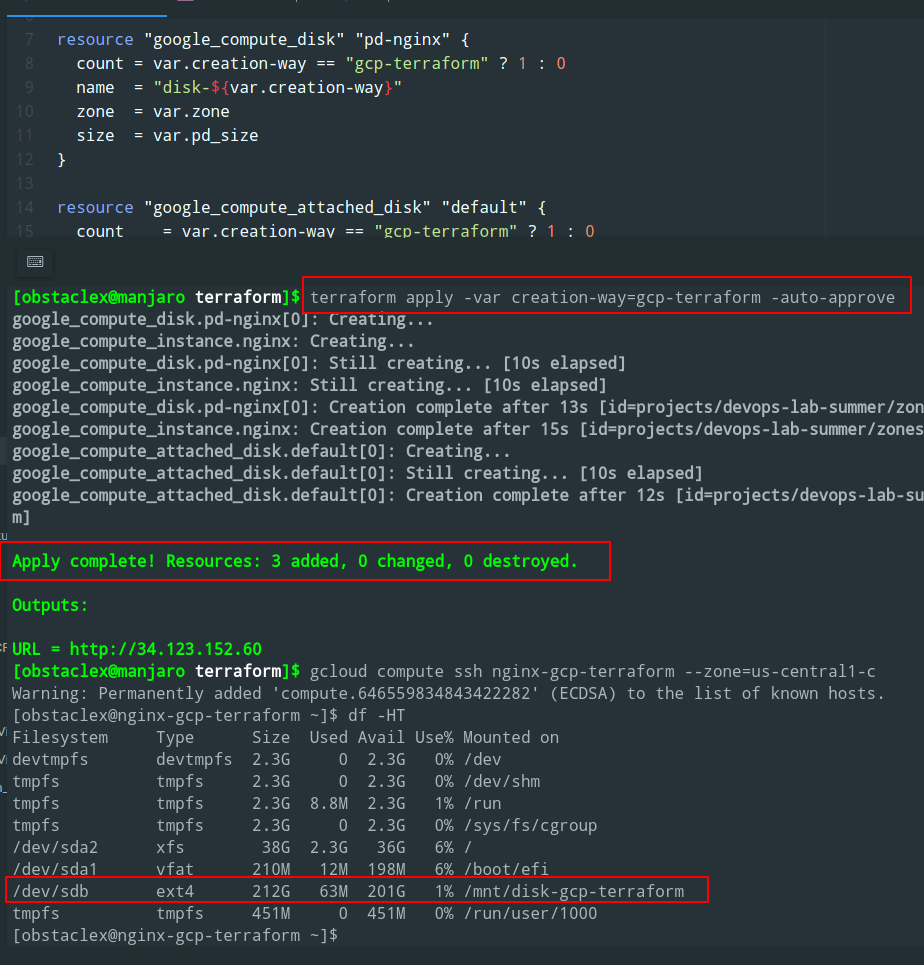 7 resource "google_compute_disk" "pd-nginx" {
8 count = var.creation-way == "gcp-terraform" ? 1 : 0
9 name = "disk-${var.creation-way}"
10 zone = var.zone
11 size = var.pd_size
12 }
13
14 resource "google_compute_attached_disk" "default" {
15 count = var.creation-way == "gcp-terraform" ? 1 : 0
[obstaclex@manjaro terraform]$ terraform apply -var creation-way=gcp-terraform -auto-approve
google_compute_disk.pd-nginx[0]: Creating...
google_compute_instance.nginx: Creating...
google_compute_disk.pd-nginx[0]: Still creating... [10s elapsed]
google_compute_instance.nginx: Still creating... [10s elapsed]
google_compute_disk.pd-nginx[0]: Creation complete after 13s [id=projects/devops-lab-summer/zon
google_compute_instance.nginx: Creation complete after 15s [id=projects/devops-lab-summer/zones
google_compute_attached_disk.default[0]: Creating...
google_compute_attached_disk.default[0]: Still creating... [10s elapsed]
google_compute_attached_disk.default[0]: Creation complete after 12s [id=projects/devops-lab-su
m]
Apply complete! Resources: 3 added, 0 changed, 0 destroyed.
Outputs:
URL = http://34.123.152.60
[obstaclex@manjaro terraform]$ gcloud compute ssh nginx-gcp-terraform --zone=us-central1-c
Warning: Permanently added 'compute.646559834843422282' (ECDSA) to the list of known hosts.
[obstaclex@nginx-gcp-terraform ~]$ df -HT
Filesystem Type Size Used Avail Use% Mounted on
devtmpfs devtmpfs 2.3G 0 2.3G 0% /dev
tmpfs tmpfs 2.3G 0 2.3G 0% /dev/shm
tmpfs tmpfs 2.3G 8.8M 2.3G 1% /run
tmpfs tmpfs 2.3G 0 2.3G 0% /sys/fs/cgroup
/dev/sda2 xfs 38G 2.3G 36G 6% /
/dev/sda1 vfat 210M 12M 198M 6% /boot/efi
/dev/sdb ext4 212G 63M 201G 1% /mnt/disk-gcp-terraform
tmpfs tmpfs 451M 0 451M 0% /run/user/1000
[obstaclex@nginx-gcp-terraform ~]$